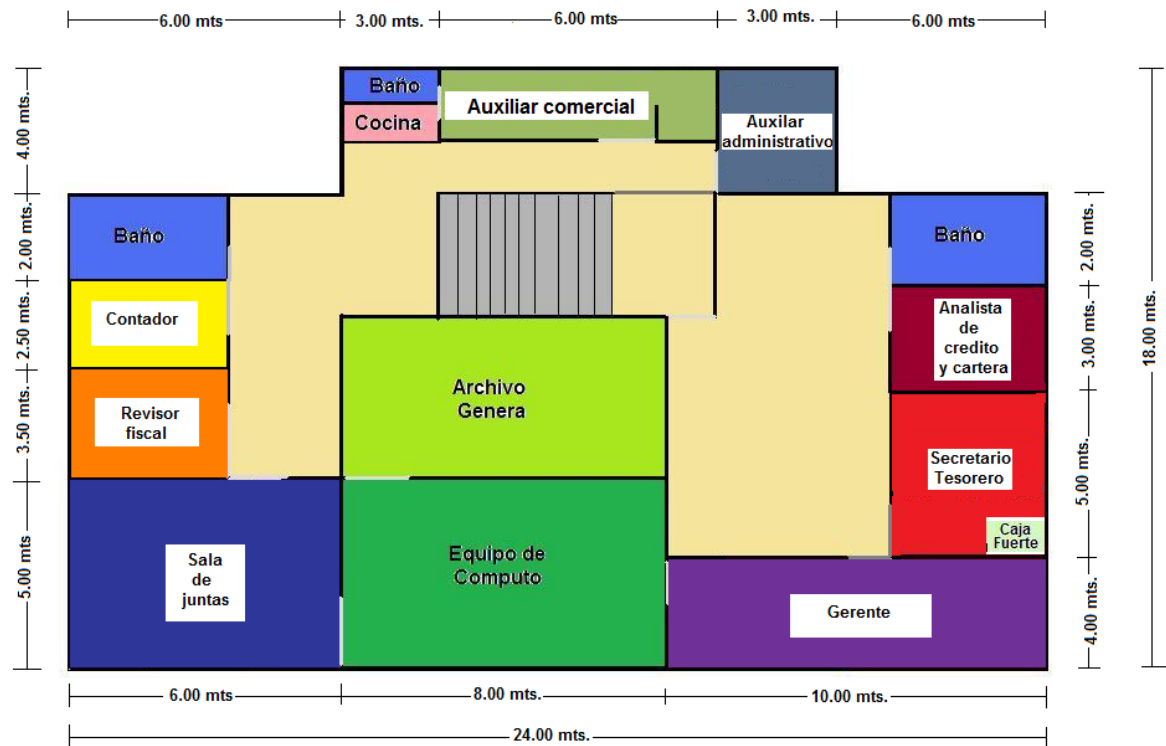 6.00 mts
3.00 mts.
6.00 mts
3.00 mts.
6.00 mts
4.00 mts.
2.00 mts.
2.50 mts.
3.50 mts.
5.00 mts
Baño
Cocina
Auxiliar comercial
Auxilar
administrativo
Baño
Contador
Revisor
fiscal
Sala
de
juntas
Archivo
Genera
Equipo de
Computo
Baño
Analista
de
credito
y cartera
Secretario
Tesorero
Caja
Fuerte
Gerente
2.00 mts.
3.00 mts.
5.00 mts.
4.00 mts.
18.00 mts.
6.00 mts
8.00 mts.
10.00 mts.
24.00 mts.